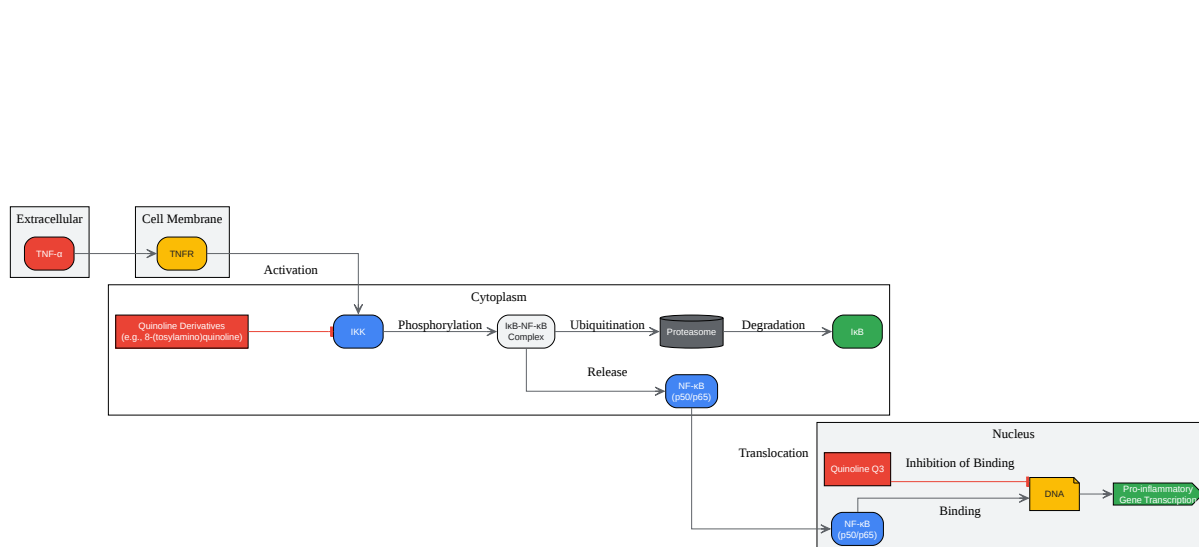 Extracellular
TNF-α
Cell Membrane
TNFR
Activation
Cytoplasm
Quinoline Derivatives
(e.g., 8-(tosylamino)quinoline)
IKK
Phosphorylation
IκB-NF-κB
Complex
Ubiquitination
Proteasome
Degradation
IκB
Release
NF-κB
(p50/p65)
Translocation
Nucleus
Quinoline Q3
Inhibition of Binding
DNA
Pro-inflammatory
Gene Transcription
Binding
NF-κB
(p50/p65)